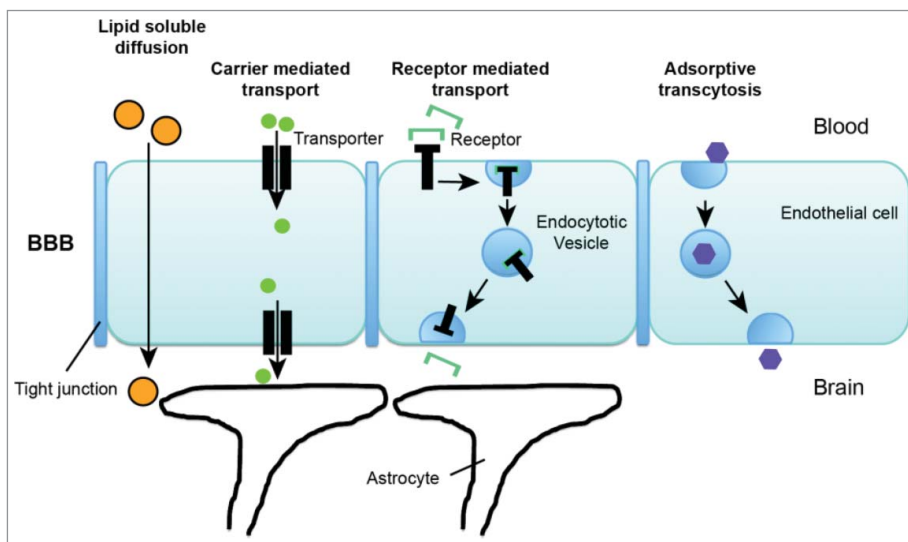 Lipid soluble
diffusion
Carrier mediated
transport
Receptor mediated
transport
Adsorptive
transcytosis
Blood
Transporter
Receptor
Endothelial cell
Endocytotic
Vesicle
BBB
Tight junction
Brain
Astrocyte